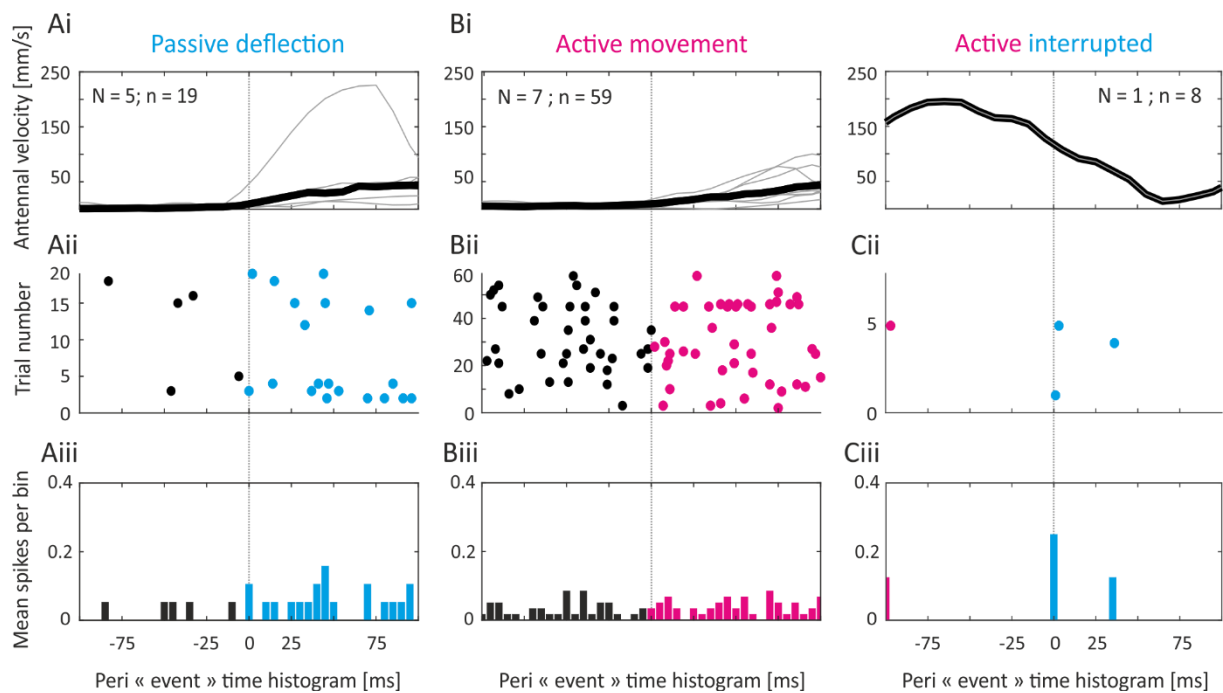 Ai
Bi
Passive deflection
Active movement
Active interrupted
Antennal velocity [mm/s]
250
150
50
N = 5; n = 19
250
150
50
N = 7 ; n = 59
250
150
50
N = 1 ; n = 8
Aii
Bii
Cii
Trial number
20
15
10
5
0
60
40
20
0
5
0
Aiii
Biii
Ciii
Mean spikes per bin
0.4
0.2
0
0.4
0.2
0
0.4
0.2
0
-75
0
25
75
-75
0
25
75
-75
0
25
75
Peri « event » time histogram [ms]
Peri « event » time histogram [ms]
Peri « event » time histogram [ms]